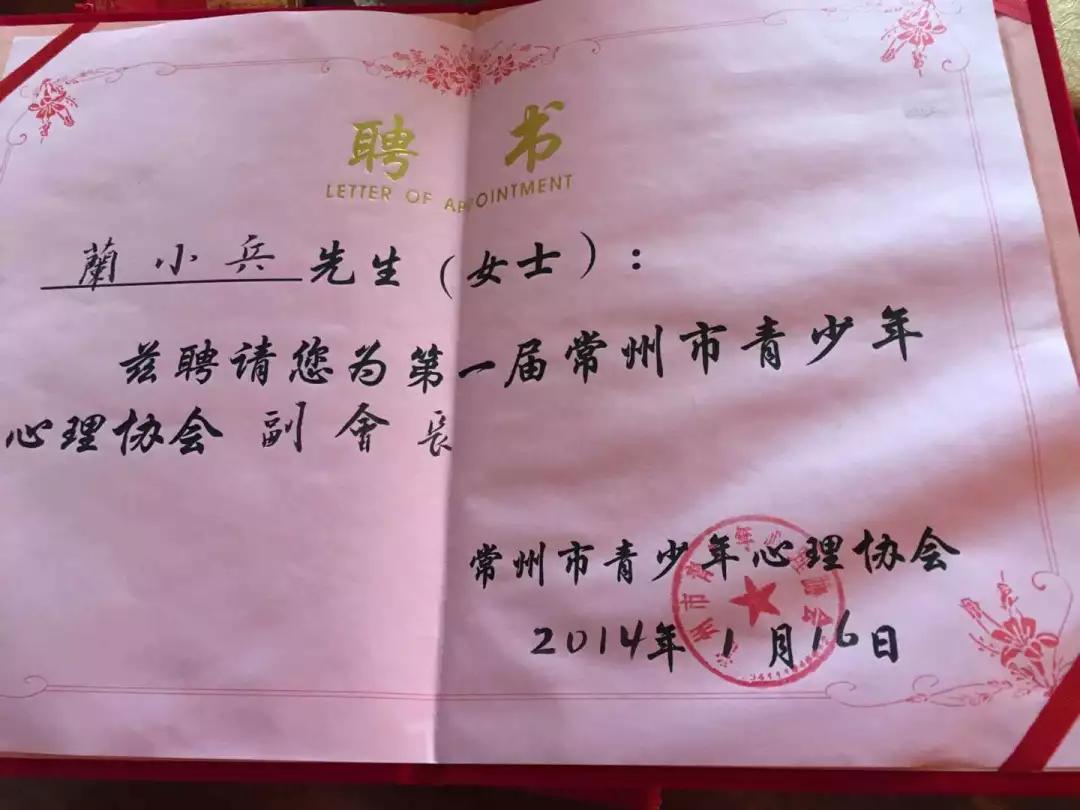 聘书
LETTER OF APPOINTMENT
蘭小兵先生(女士):
兹聘请您为第一届常州市青少年
心理协会副會長
常州市青少年心理协会
2014年1月16日